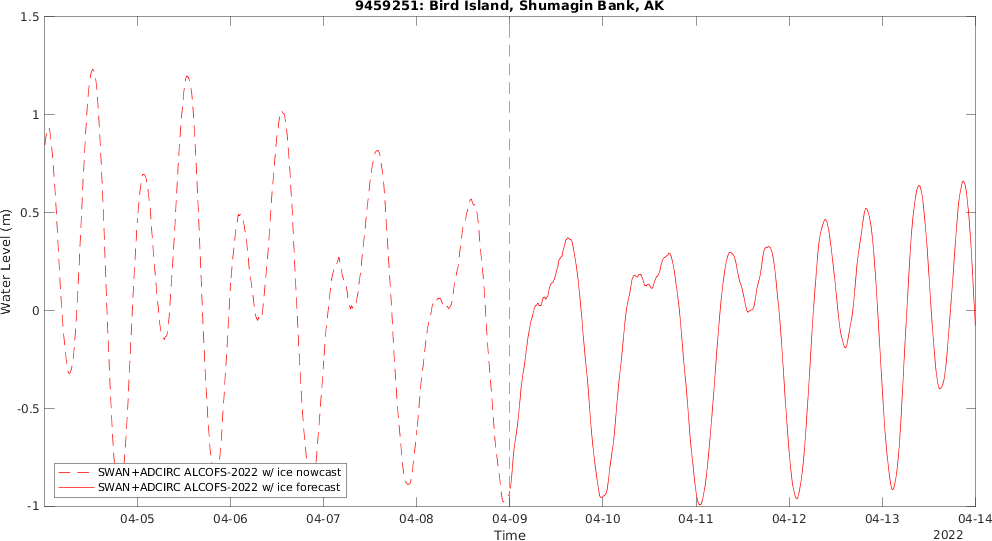 9459251: Bird Island, Shumagin Bank, AK
Water Level (m)
1.5
1
0.5
0
-0.5
-1
SWAN+ADCIRC ALCOFS-2022 w/ ice nowcast
SWAN+ADCIRC ALCOFS-2022 w/ ice forecast
04-05 04-06 04-07 04-08 04-09 04-10 04-11 04-12 04-13 04-14
Time
2022